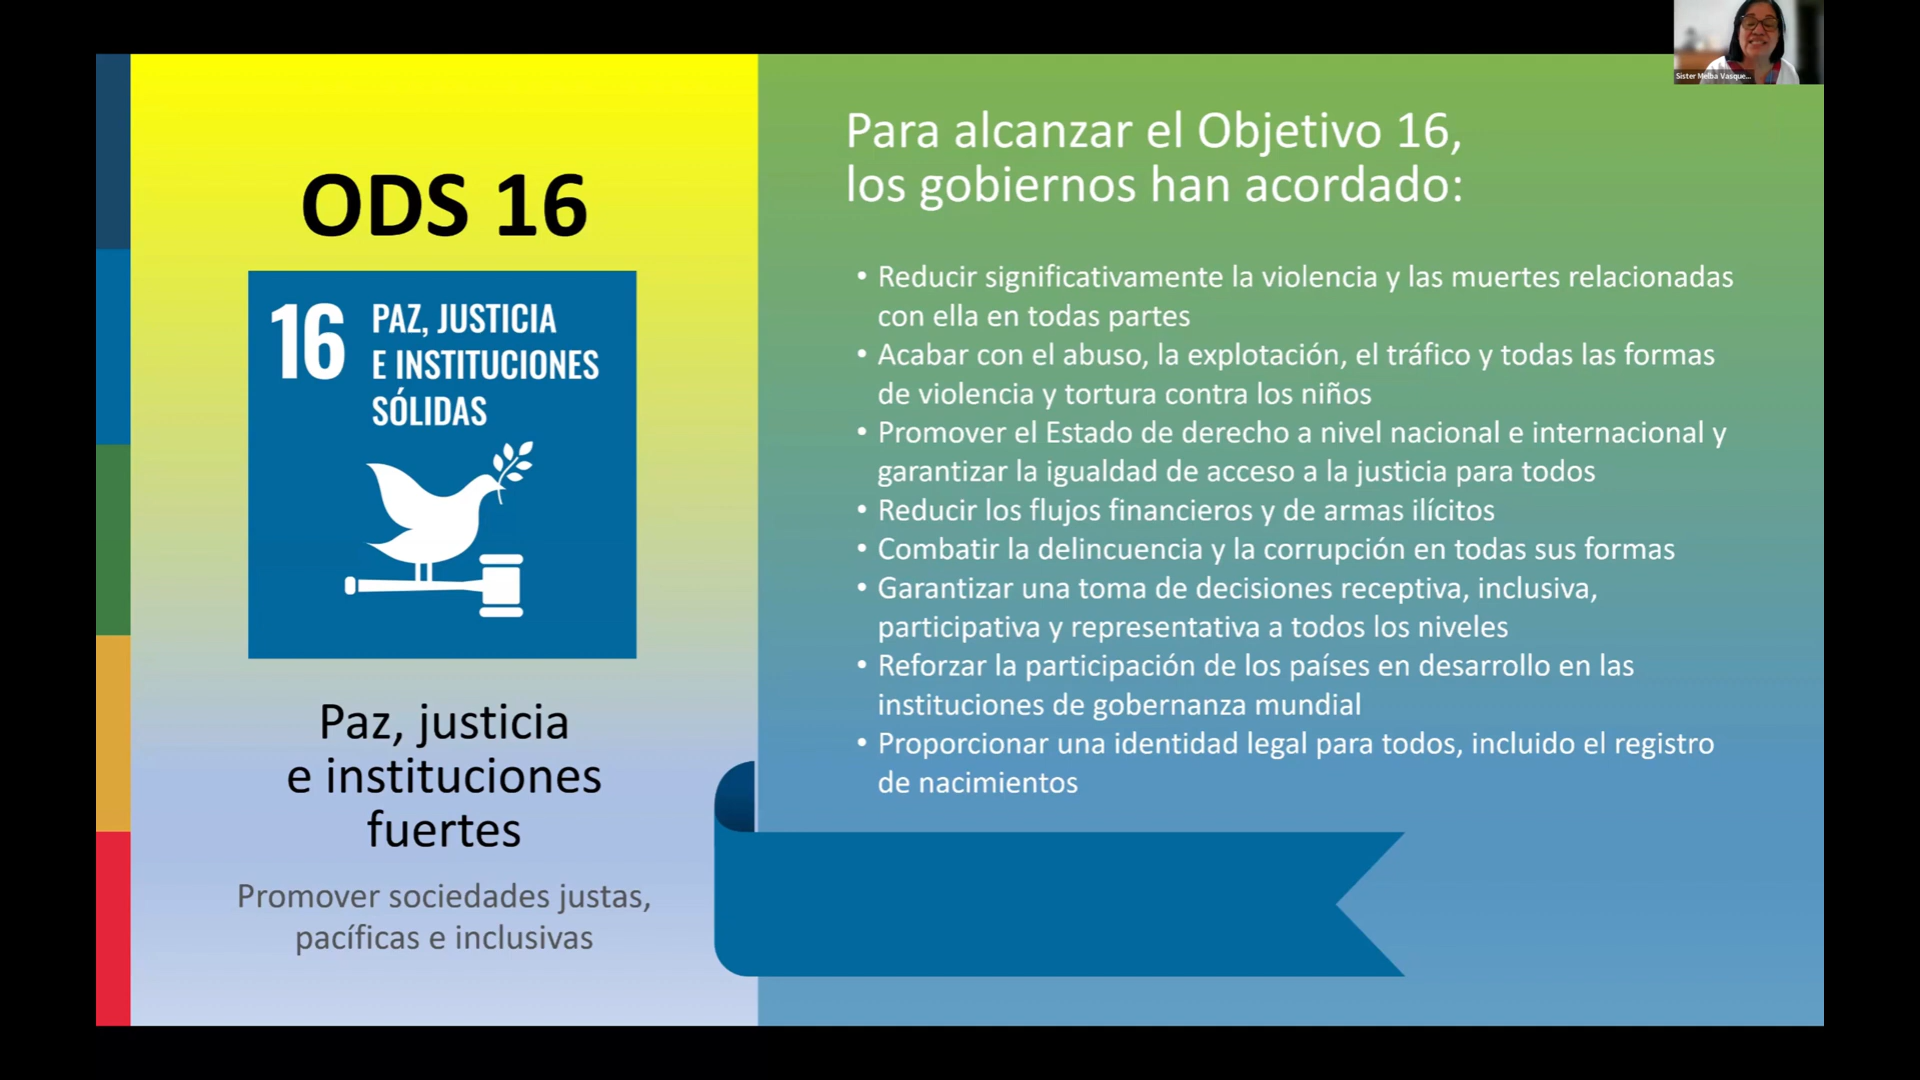 Sister Melba Vasque...
ODS 16
16
PAZ, JUSTICIA
E INSTITUCIONES
SÓLIDAS
Paz, justicia
e instituciones
fuertes
Promover sociedades justas,
pacíficas e inclusivas
Para alcanzar el Objetivo 16,
los gobiernos han acordado:
• Reducir significativamente la violencia y las muertes relacionadas
con ella en todas partes
• Acabar con el abuso, la explotación, el tráfico y todas las formas
de violencia y tortura contra los niños
• Promover el Estado de derecho a nivel nacional e internacional y
garantizar la igualdad de acceso a la justicia para todos
• Reducir los flujos financieros y de armas ilícitos
• Combatir la delincuencia y la corrupción en todas sus formas
• Garantizar una toma de decisiones receptiva, inclusiva,
participativa y representativa a todos los niveles
• Reforzar la participación de los países en desarrollo en las
instituciones de gobernanza mundial
• Proporcionar una identidad legal para todos, incluido el registro
de nacimientos